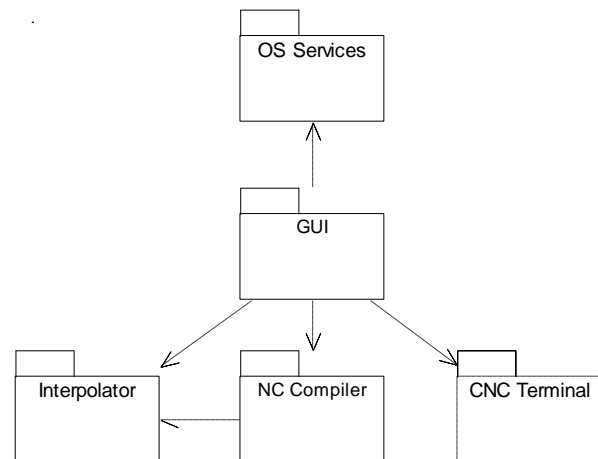 OS Services
GUI
Interpolator
NC Compiler
CNC Terminal